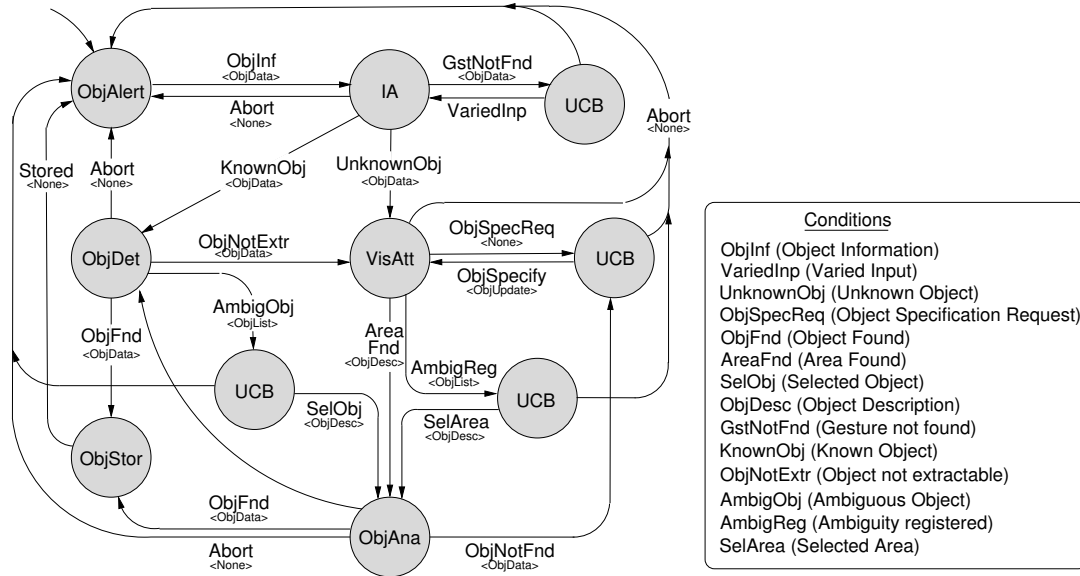 ObjInf
<ObjData>
GstNotFnd
<ObjData>
ObjAlert
IA
UCB
Abort
<None>
VariedInp
Abort
<None>
Stored
<None>
Abort
<None>
KnownObj
<ObjData>
UnknownObj
<ObjData>
ObjNotExtr
<ObjData>
ObjSpecReq
<None>
ObjDet
VisAtt
UCB
ObjSpecify
<ObjUpdate>
AmbigObj
<ObjList>
ObjFnd
<ObjData>
Area
Fnd
<ObjDesc>
AmbigReg
<ObjList>
UCB
UCB
SelObj
<ObjDesc>
SelArea
<ObjDesc>
ObjStor
ObjFnd
<ObjData>
ObjAna
Abort
<None>
ObjNotFnd
<ObjData>
Conditions
ObjInf (Object Information)
VariedInp (Varied Input)
UnknownObj (Unknown Object)
ObjSpecReq (Object Specification Request)
ObjFnd (Object Found)
AreaFnd (Area Found)
SelObj (Selected Object)
ObjDesc (Object Description)
GstNotFnd (Gesture not found)
KnownObj (Known Object)
ObjNotExtr (Object not extractable)
AmbigObj (Ambiguous Object)
AmbigReg (Ambiguity registered)
SelArea (Selected Area)